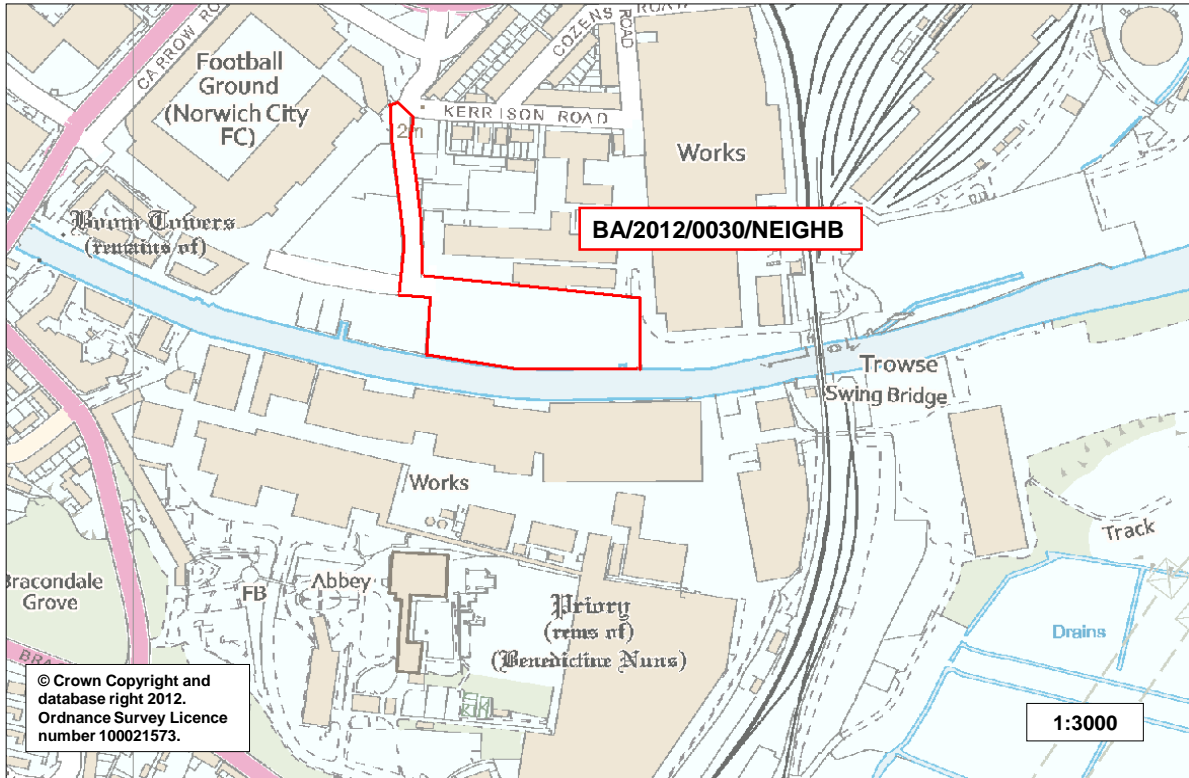 CARROW RO
Football
Ground
(Norwich City
FC)
COZENS ROAD
ROAD
KERRISON ROAD
2m
Works
Boom Towers
(remains of)
BA/2012/0030/NEIGHB
Trowse
Swing Bridge
Works
Track
Bracondale
Grove
FB
Abbey
Priory
(rems of)
(Benedictine Nuns)
Drains
BRA
© Crown Copyright and
database right 2012.
Ordnance Survey Licence
number 100021573.
1:3000